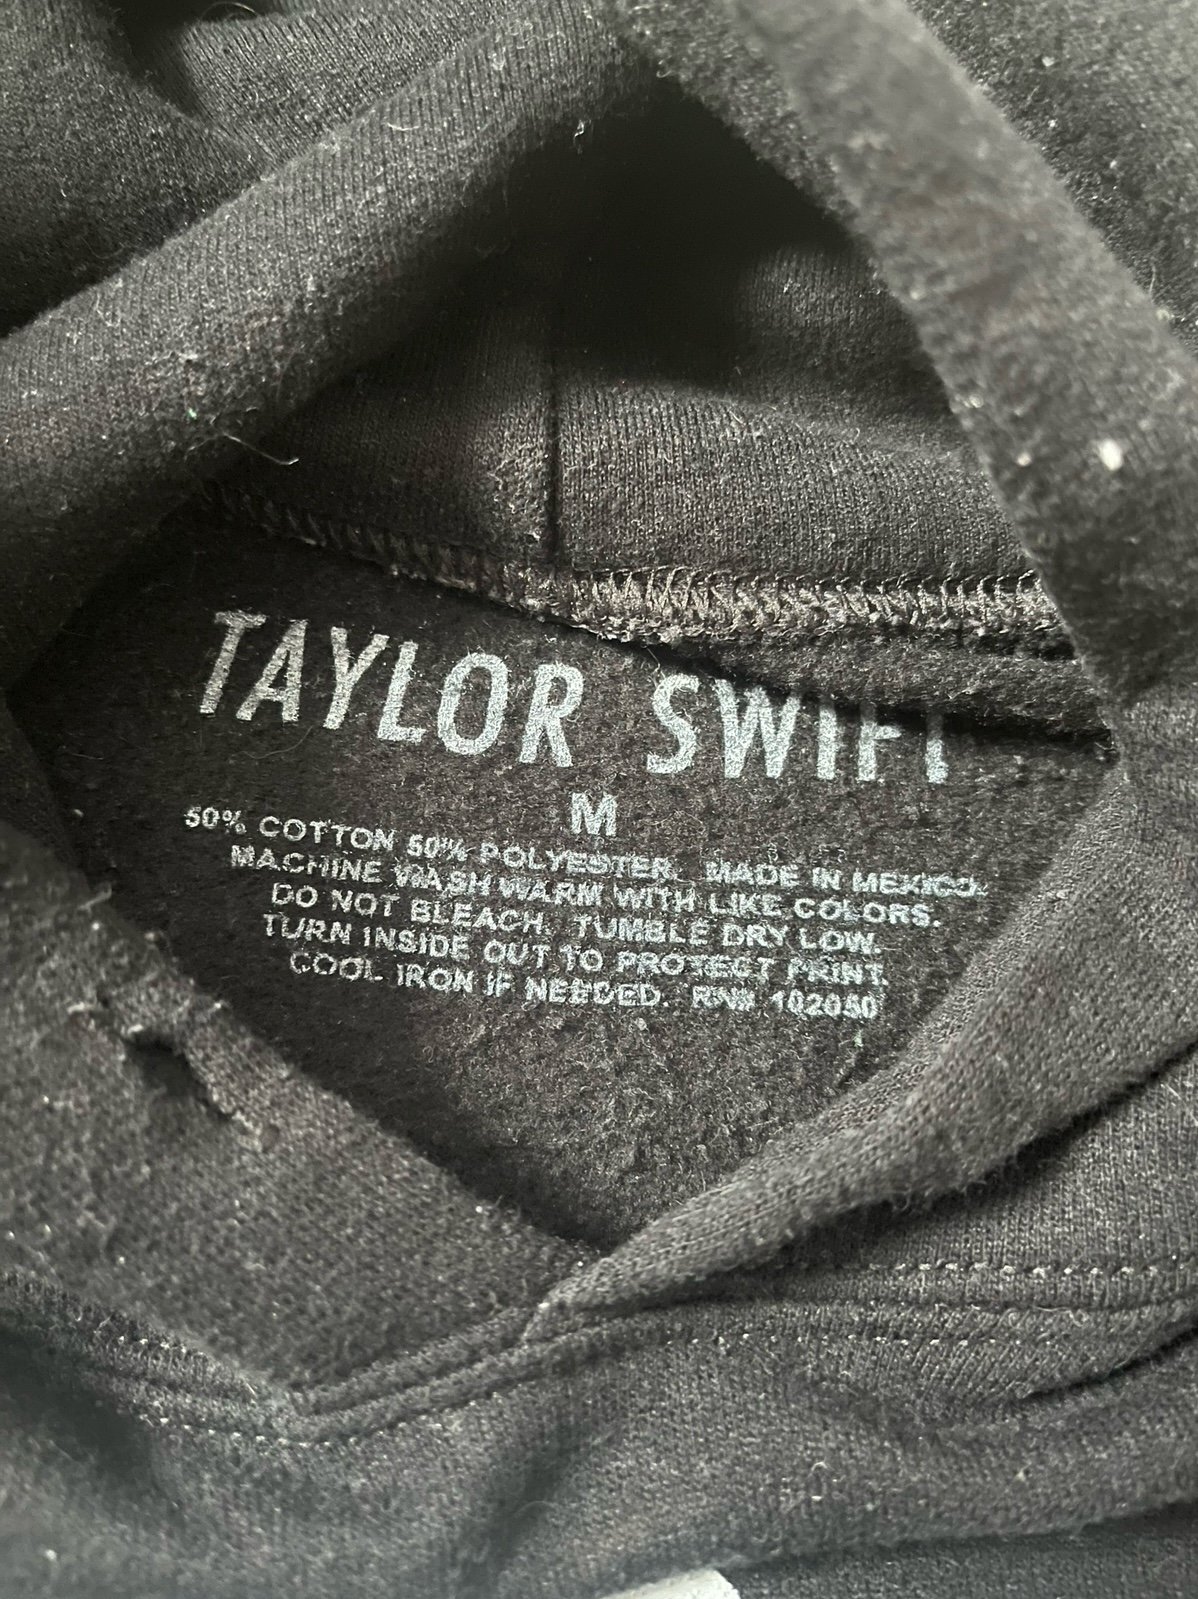 TAYLOR SWIFT
M
50% COTTON 50% POLYESTER. MADE IN MEXICO.
MACHINE WASH WARM WITH LIKE COLORS.
DO NOT BLEACH. TUMBLE DRY LOW.
TURN INSIDE OUT TO PROTECT PRINT.
COOL IRON IF NEEDED. RN# 102050